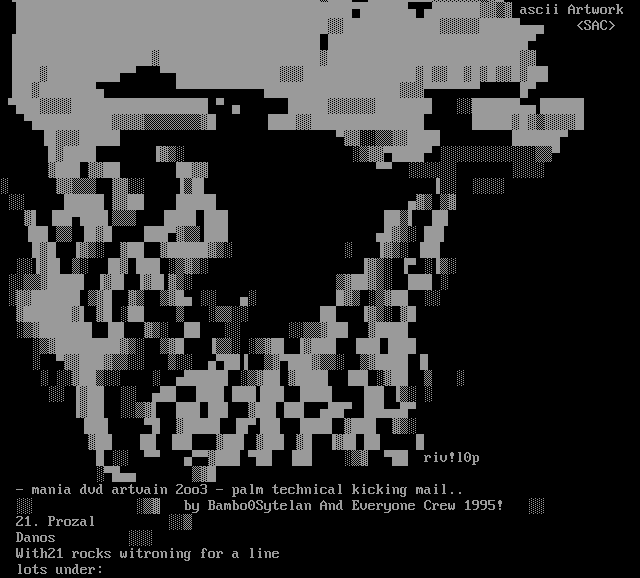 ascii Artwork
<SAC>
riv!l0p
- mania dvd artvain 2oo3 - palm technical kicking mail..
by Bambo0Sytelan And Everyone Crew 1995!
21. Prozal
Danos
With21 rocks witroning for a line
lots under: